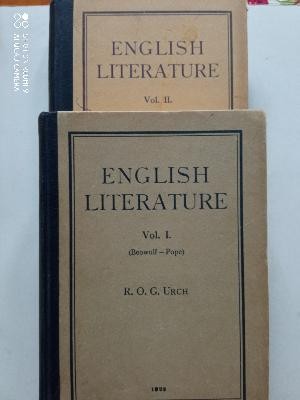 ENGLISH
LITERATURE
Vol. II.
ENGLISH
LITERATURE
Vol. I.
(Beowulf – Pope)
R. O. G. URCH